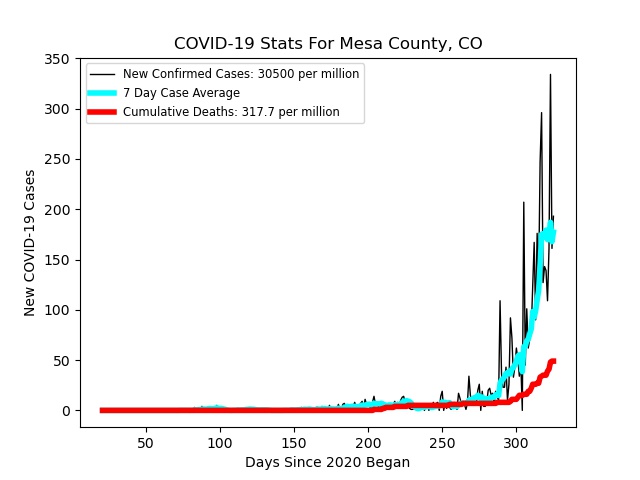 COVID-19 Stats For Mesa County, CO
New Confirmed Cases: 30500 per million
7 Day Case Average
Cumulative Deaths: 317.7 per million
New COVID-19 Cases
350
300
250
200
150
100
50
0
50
100
150
200
250
300
Days Since 2020 Began